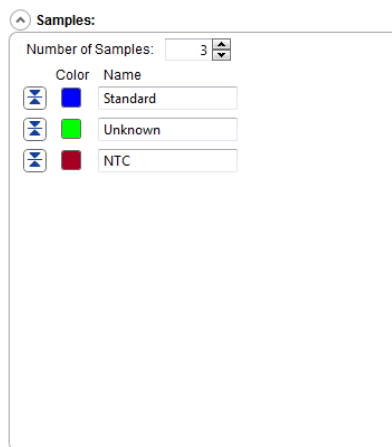 Samples:
Number of Samples: 3
Color Name
Standard
Unknown
NTC